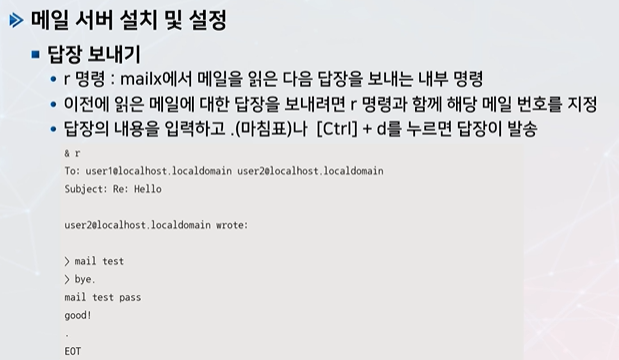 메일 서버 설치 및 설정
답장 보내기
r 명령 : mailx에서 메일을 읽은 다음 답장을 보내는 내부 명령
이전에 읽은 메일에 대한 답장을 보내려면 r 명령과 함께 해당 메일 번호를 지정
답장의 내용을 입력하고 .(마침표)나 [Ctrl] + d를 누르면 답장이 발송
& r
To: user1@localhost.localdomain user2@localhost.localdomain
Subject: Re: Hello
user2@localhost.localdomain wrote:
> mail test
> bye.
mail test pass
good!
.
EOT